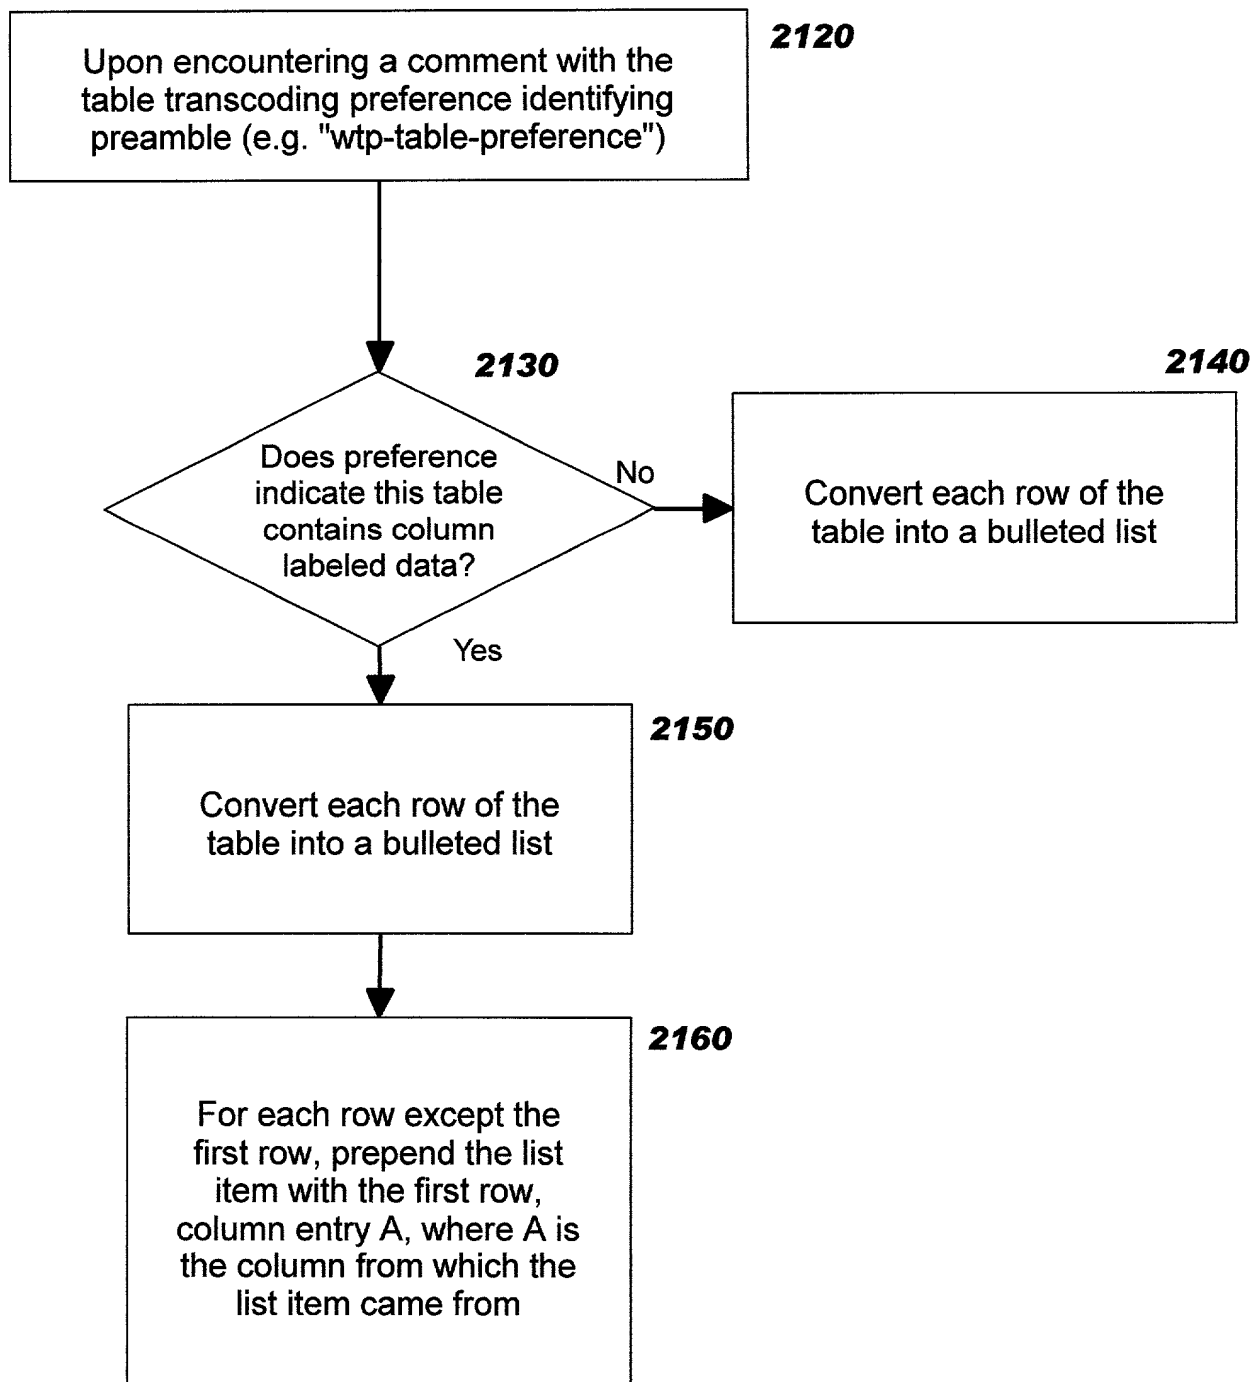 2120
Upon encountering a comment with the
table transcoding preference identifying
preamble (e.g. "wtp-table-preference")
2130
Does preference
indicate this table
contains column
labeled data?
No
Yes
2140
Convert each row of the
table into a bulleted list
2150
Convert each row of the
table into a bulleted list
2160
For each row except the
first row, prepend the list
item with the first row,
column entry A, where A is
the column from which the
list item came from